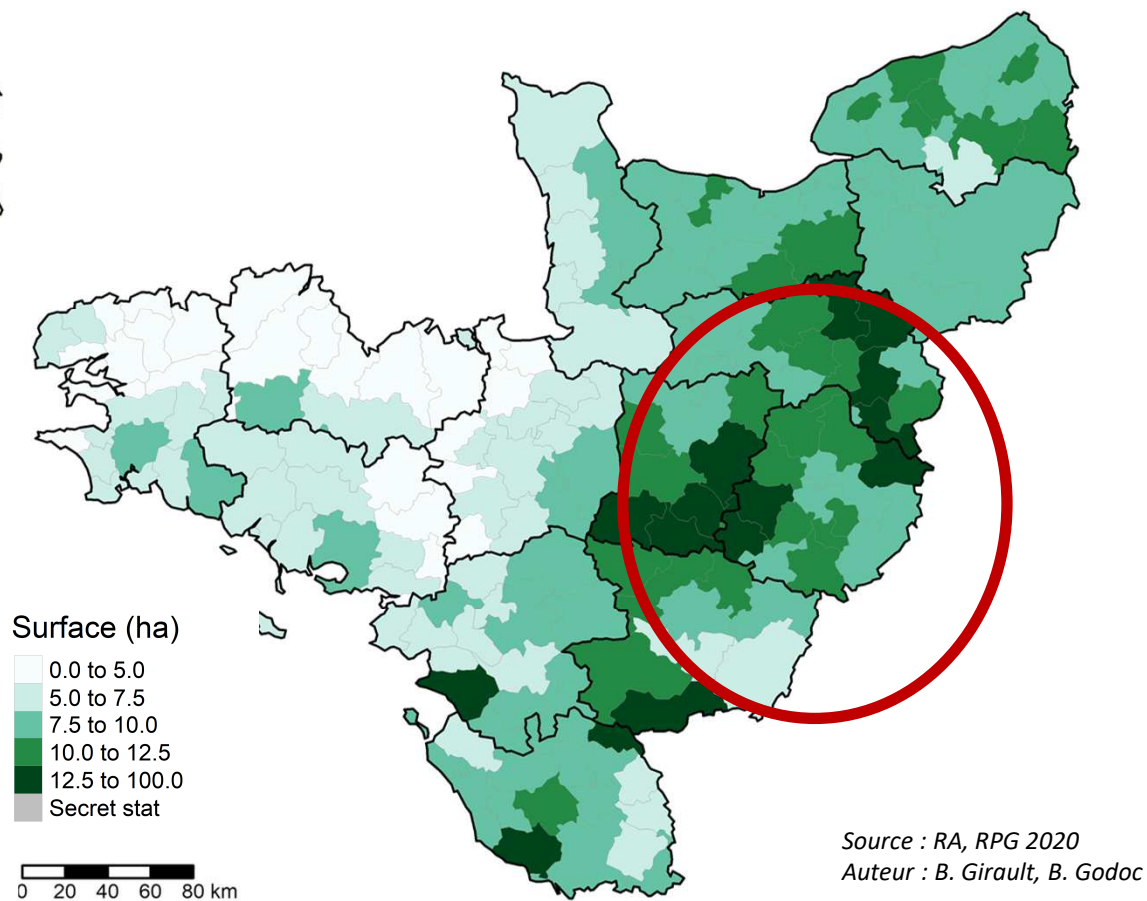 Surface (ha)
0.0 to 5.0
5.0 to 7.5
7.5 to 10.0
10.0 to 12.5
12.5 to 100.0
Secret stat
0 20 40 60 80 km
Source : RA, RPG 2020
Auteur : B. Girault, B. Godoc